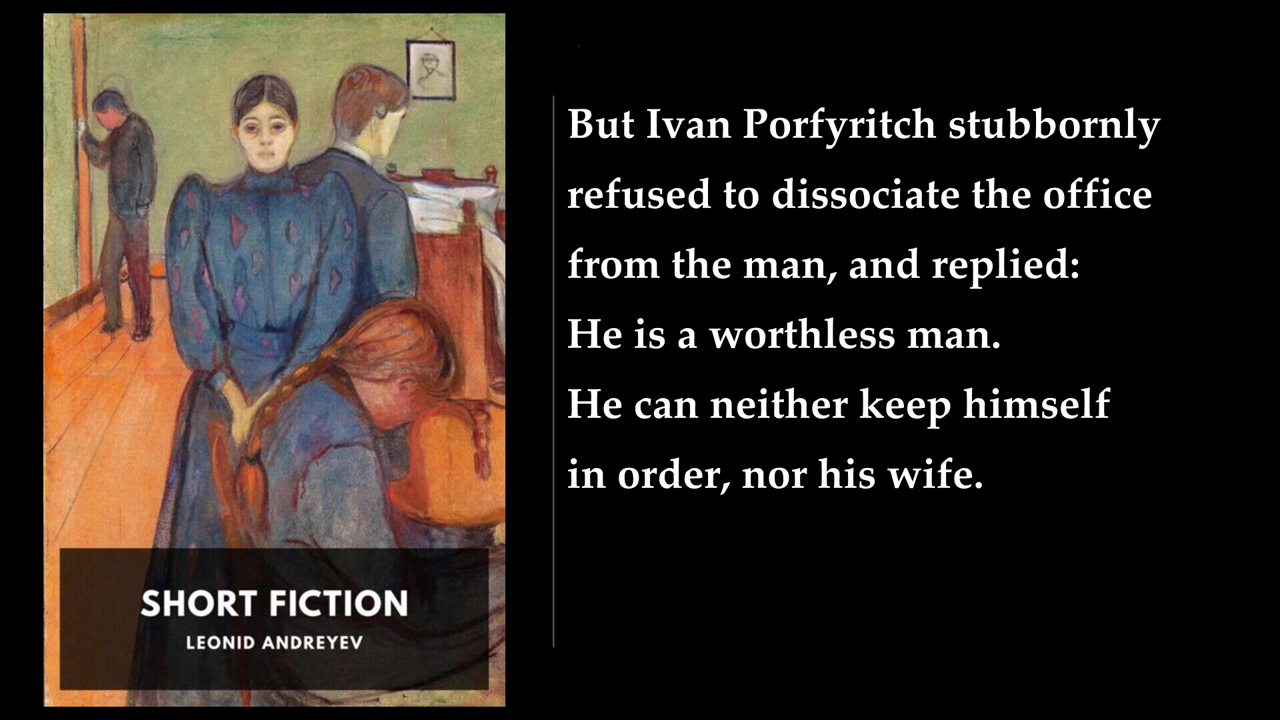 But Ivan Porfyritch stubbornly
refused to dissociate the office
from the man, and replied:
He is a worthless man.
He can neither keep himself
in order, nor his wife.
SHORT FICTION
LEONID ANDREYEV